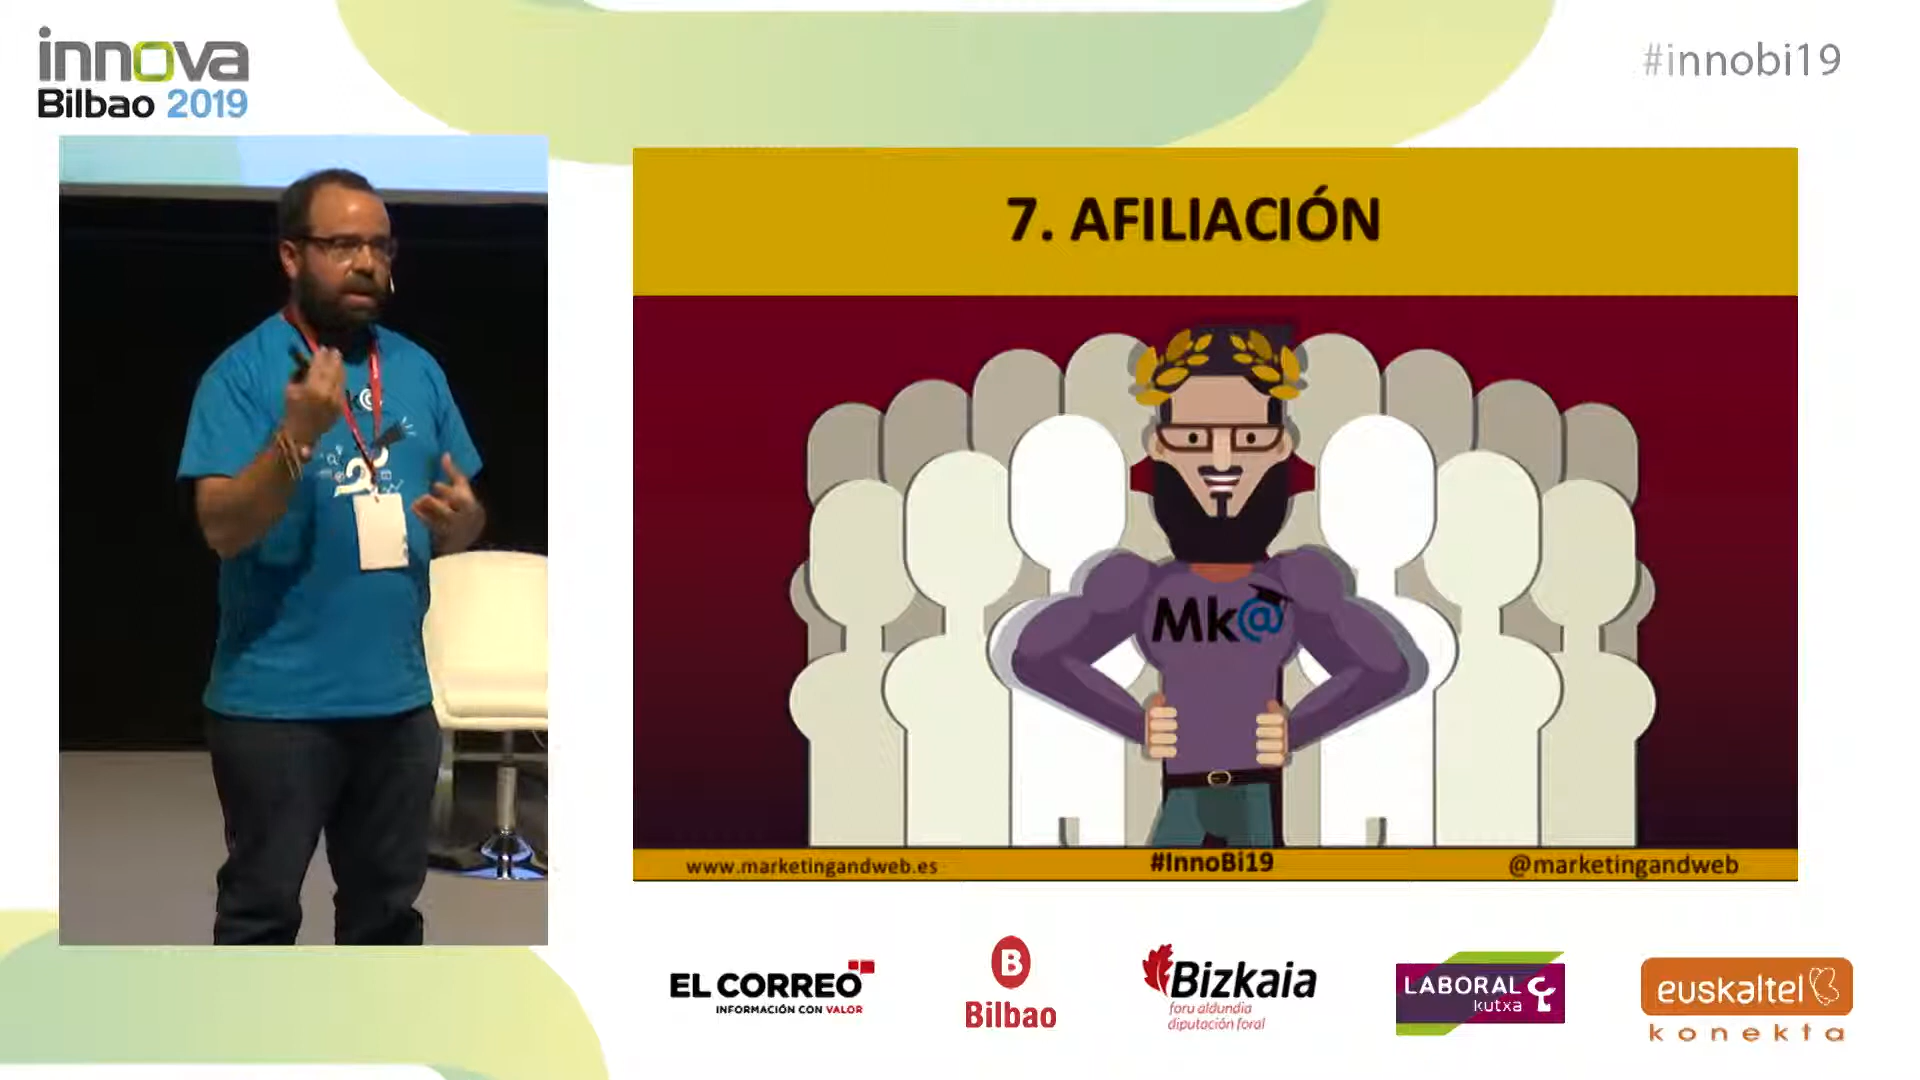 innova
Bilbao 2019
#innobi19
7. AFILIACIÓN
Mk@
www.marketingandweb.es
#InnoBi19
@marketingandweb
EL CORREO
INFORMACIÓN CON VALOR
B
Bilbao
Bizkaia
foru aldundia
diputación foral
LABORAL
kutxa
euskaltel
konekta